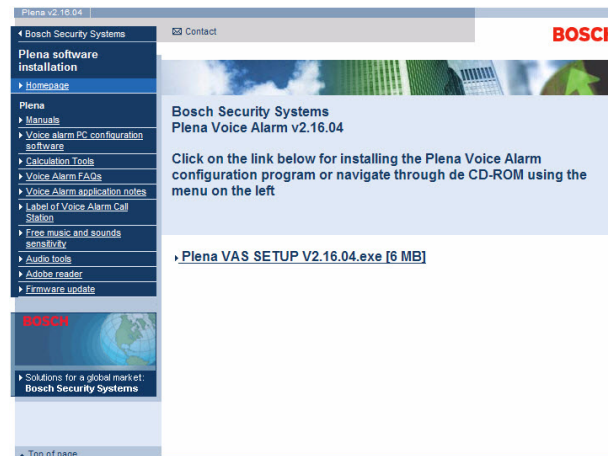 Plena v2.16.04
Bosch Security Systems
Plena software
installation
Homepage
Plena
Manuals
Voice alarm PC configuration
software
Calculation Tools
Voice Alarm FAQs
Voice Alarm application notes
Label of Voice Alarm Call
Station
Free music and sounds
sensitivity
Audio tools
Adobe reader
Firmware update
BOSCH
Solutions for a global market:
Bosch Security Systems
Top of page
Contact
BOSCH
Bosch Security Systems
Plena Voice Alarm v2.16.04
Click on the link below for installing the Plena Voice Alarm
configuration program or navigate through de CD-ROM using the
menu on the left
Plena VAS SETUP V2.16.04.exe [6 MB]